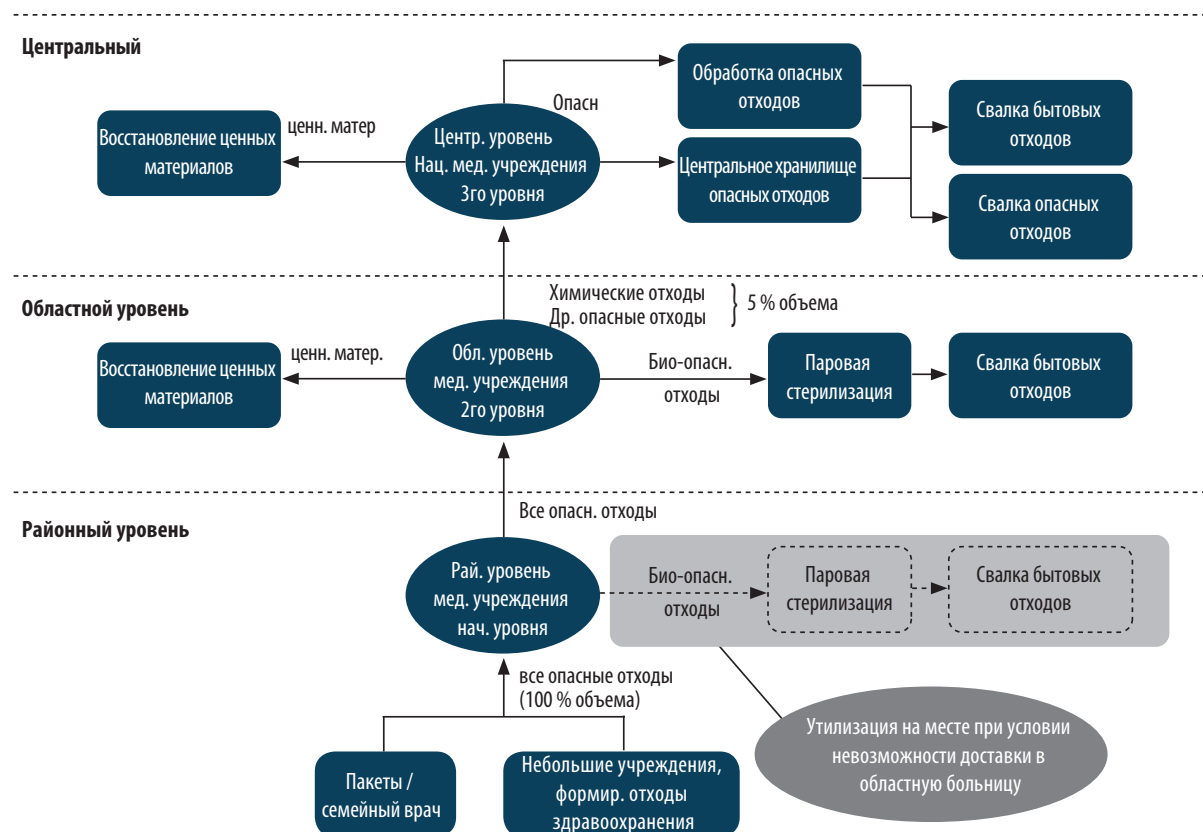 Центральный
Обработка опасных
отходов
Опасн
Свалка бытовых
отходов
Восстановление ценных
материалов
ценн. матер
Центр. уровень
Нац. мед. учреждения
3го уровня
Центральное хранилище
опасных отходов
Свалка опасных
отходов
Областной уровень
Химические отходы
Др. опасные отходы
} 5 % объема
Восстановление ценных
материалов
ценн. матер.
Обл. уровень
мед. учреждения
2го уровня
Био-опасн.
отходы
Паровая
стерилизация
Свалка бытовых
отходов
Районный уровень
Все опасн. отходы
Рай. уровень
мед. учреждения
нач. уровня
Био-опасн.
отходы
Паровая
стерилизация
Свалка бытовых
отходов
все опасные отходы
(100 % объема)
Пакеты /
семейный врач
Небольшие учреждения,
формир. отходы
здравоохранения
Утилизация на месте при условии
невозможности доставки в
областную больницу